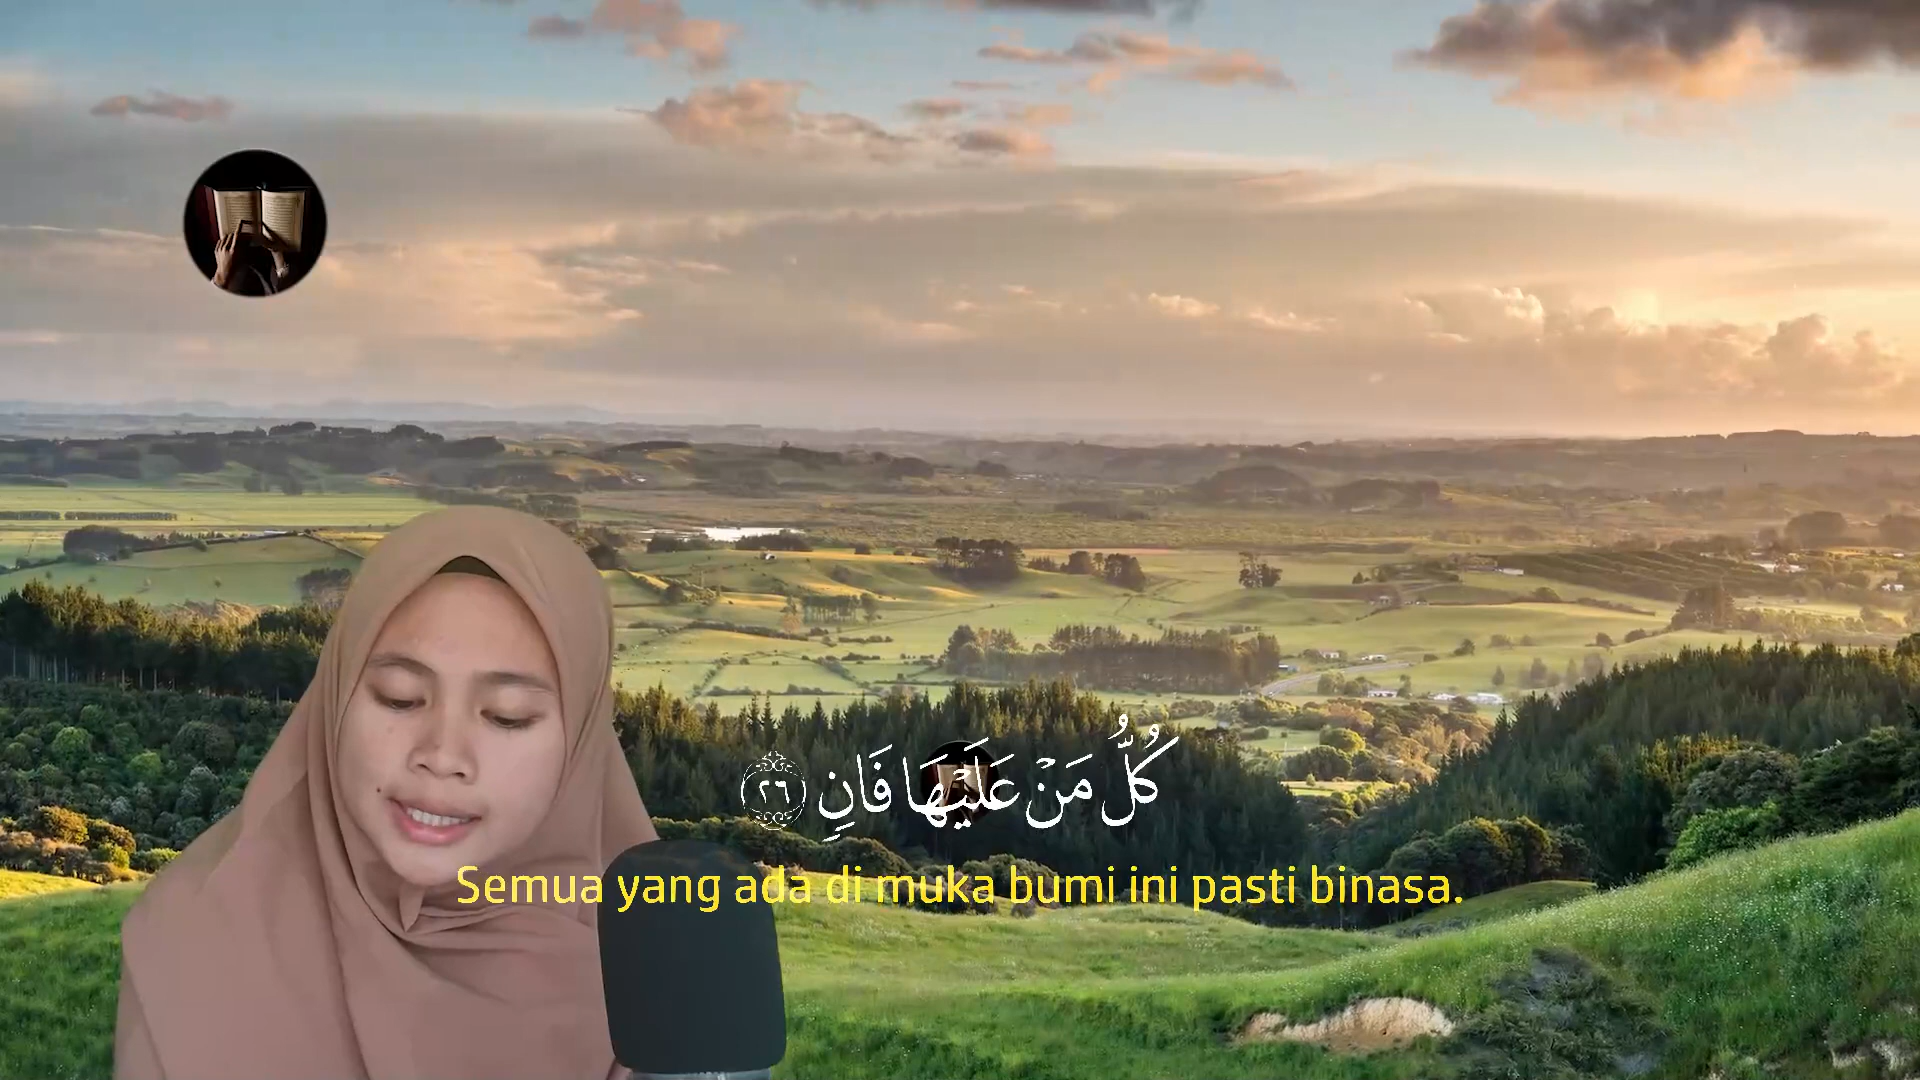 كُلُّ مَنْ عَلَيْهَا فَانٍ ۝٢٦
Semua yang ada di muka bumi ini pasti binasa.